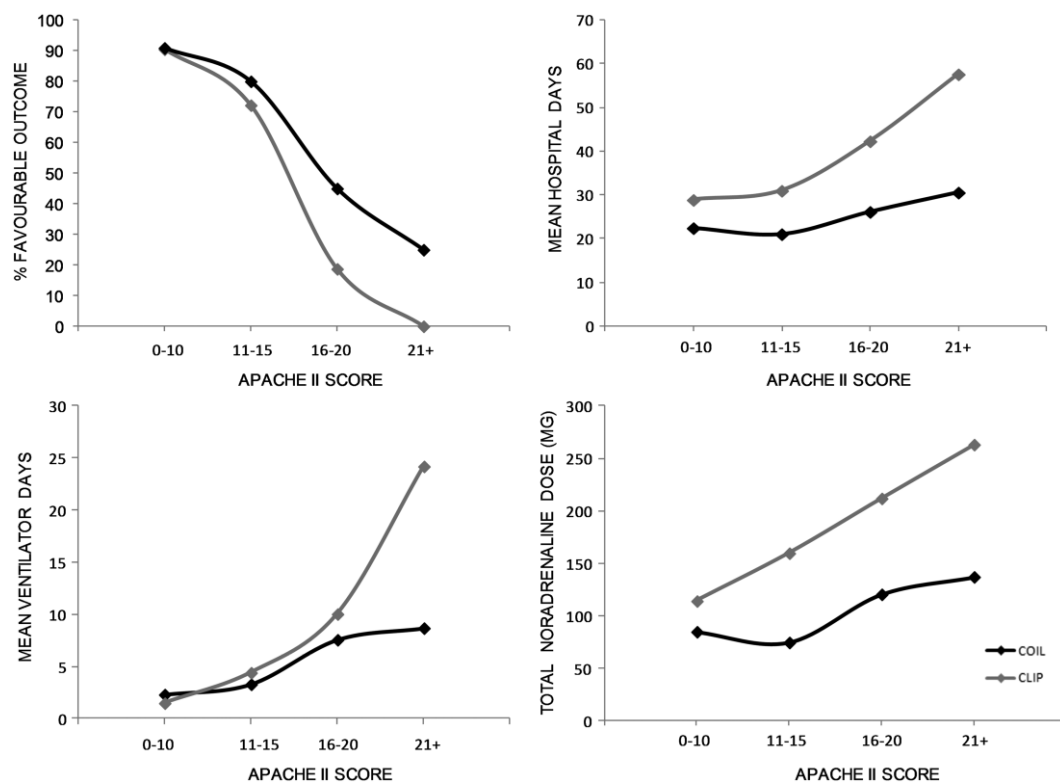 % FAVOURABLE OUTCOME
100
90
80
70
60
50
40
30
20
10
0
0-10 11-15 16-20 21+
APACHE II SCORE
MEAN HOSPITAL DAYS
70
60
50
40
30
20
10
0
0-10 11-15 16-20 21+
APACHE II SCORE
MEAN VENTILATOR DAYS
30
25
20
15
10
5
0
0-10 11-15 16-20 21+
APACHE II SCORE
TOTAL NORADRENALINE DOSE (MG)
300
250
200
150
100
50
0
0-10 11-15 16-20 21+
APACHE II SCORE
COIL
CLIP